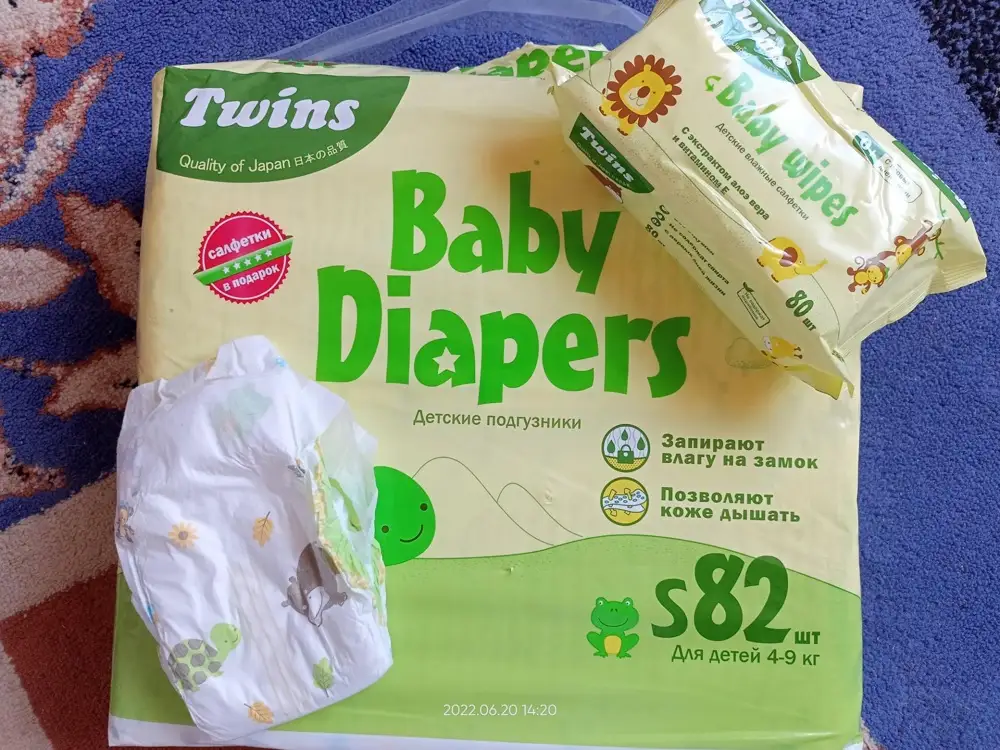 Twins
Quality of Japan 日本の品質
салфетки
в подарок
Baby
Diapers
Детские подгузники
Запирают
влагу на замок
Позволяют
коже дышать
S82 шт
Для детей 4-9 кг
Twins
Baby wipes
Детские влажные салфетки
С экстрактом алоэ вера
и витамином Е
Twins
80 шт
2022.06.20 14:20